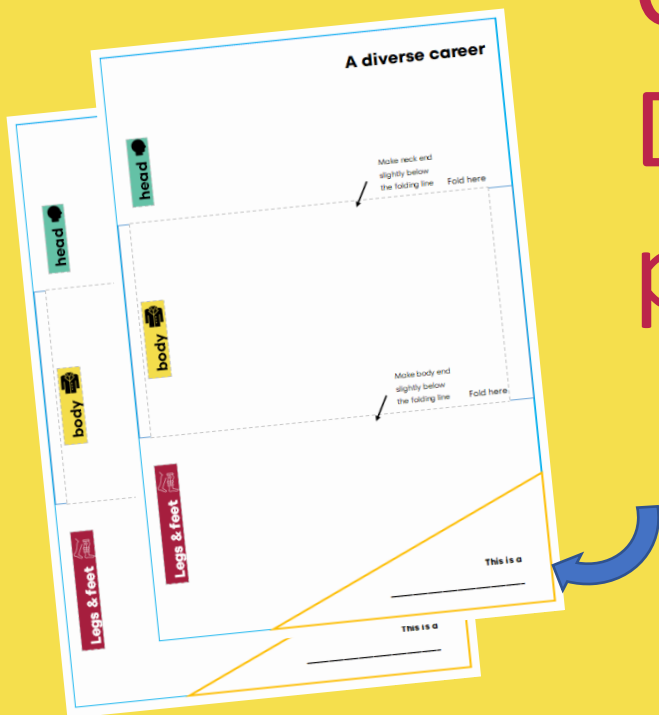 A diverse career
head
Make neck end
slightly below
the folding line
Fold here
body
Make body end
slightly below
the folding line
Fold here
Legs & feet
This is a
head
body
Legs & feet
This is a